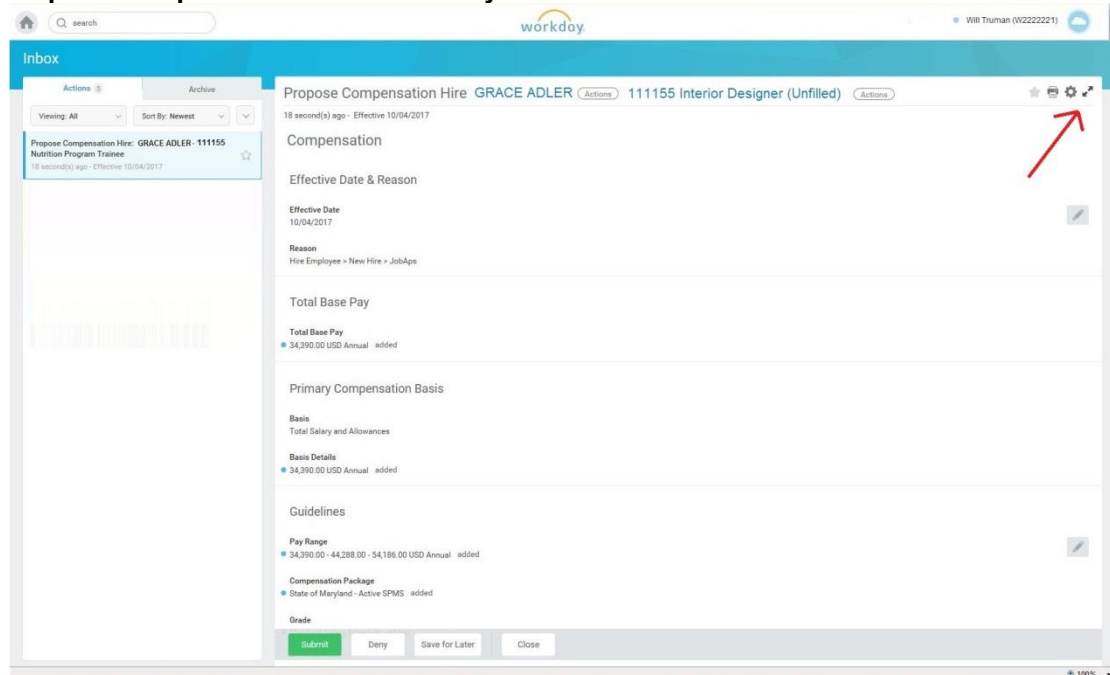 search
workday.
Will Truman (W2222221)
Inbox
Actions 5
Archive
Viewing: All
Sort By: Newest
Propose Compensation Hire: GRACE ADLER - 111155
Nutrition Program Trainee
18 second(s) ago - Effective 10/04/2017
Propose Compensation Hire GRACE ADLER Actions 111155 Interior Designer (Unfilled) Actions
18 second(s) ago - Effective 10/04/2017
Compensation
Effective Date & Reason
Effective Date
10/04/2017
Reason
Hire Employee > New Hire > JobAps
Total Base Pay
Total Base Pay
34,390.00 USD Annual added
Primary Compensation Basis
Basis
Total Salary and Allowances
Basis Details
34,390.00 USD Annual added
Guidelines
Pay Range
34,390.00 - 44,288.00 - 54,186.00 USD Annual added
Compensation Package
State of Maryland - Active SPMS added
Grade
Submit
Deny
Save for Later
Close
100%